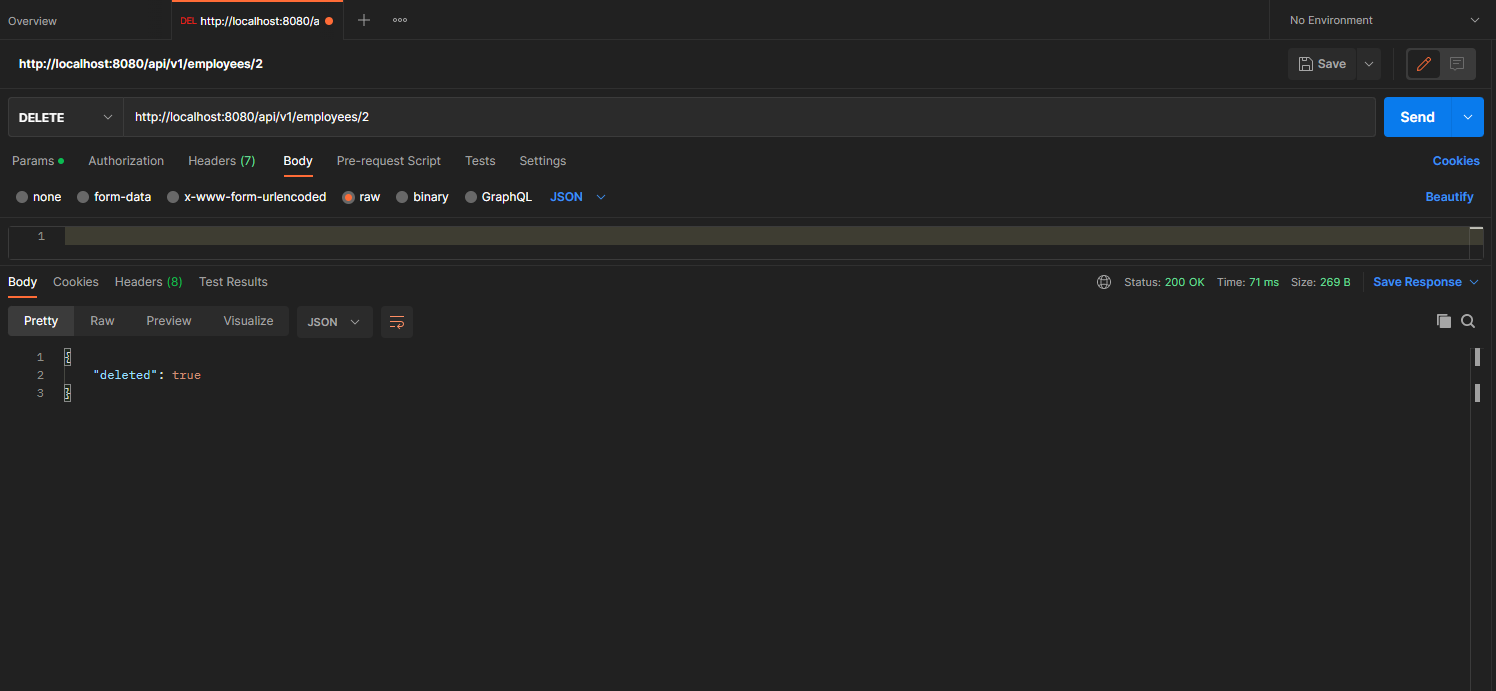 Overview
DEL http://localhost:8080/a
No Environment
http://localhost:8080/api/v1/employees/2
Save
DELETE
http://localhost:8080/api/v1/employees/2
Send
Params Authorization Headers (7) Body Pre-request Script Tests Settings
Cookies
none form-data x-www-form-urlencoded raw binary GraphQL JSON
Beautify
1
Body Cookies Headers (8) Test Results
Status: 200 OK Time: 71 ms Size: 269 B Save Response
Pretty Raw Preview Visualize JSON
1 {
2 "deleted": true
3 }